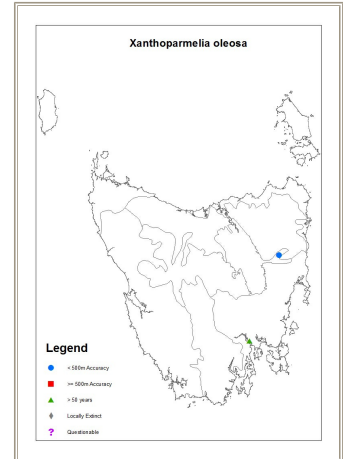 Xanthoparmelia oleosa
Legend
< 500m Accuracy
>= 500m Accuracy
> 50 years
Locally Extinct
? Questionable